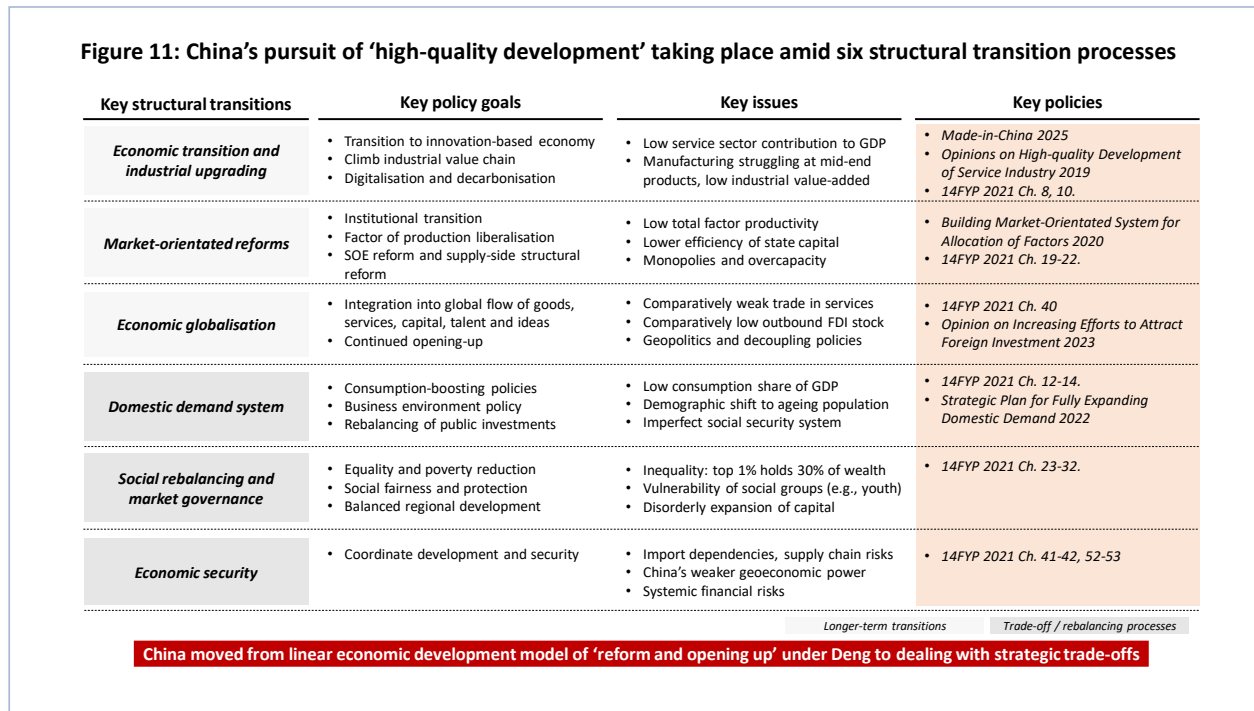 Figure 11: China's pursuit of 'high-quality development' taking place amid six structural transition processes
Key structural transitions
Key policy goals
Key issues
Key policies
Economic transition and
industrial upgrading
• Transition to innovation-based economy
• Climb industrial value chain
• Digitalisation and decarbonisation
• Low service sector contribution to GDP
• Manufacturing struggling at mid-end
products, low industrial value-added
• Made-in-China 2025
• Opinions on High-quality Development
of Service Industry 2019
• 14FYP 2021 Ch. 8, 10.
Market-orientated reforms
• Institutional transition
• Factor of production liberalisation
• SOE reform and supply-side structural
reform
• Low total factor productivity
• Lower efficiency of state capital
• Monopolies and overcapacity
• Building Market-Orientated System for
Allocation of Factors 2020
• 14FYP 2021 Ch. 19-22.
Economic globalisation
• Integration into global flow of goods,
services, capital, talent and ideas
• Continued opening-up
• Comparatively weak trade in services
• Comparatively low outbound FDI stock
• Geopolitics and decoupling policies
• 14FYP 2021 Ch. 40
• Opinion on Increasing Efforts to Attract
Foreign Investment 2023
Domestic demand system
• Consumption-boosting policies
• Business environment policy
• Rebalancing of public investments
• Low consumption share of GDP
• Demographic shift to ageing population
• Imperfect social security system
• 14FYP 2021 Ch. 12-14.
• Strategic Plan for Fully Expanding
Domestic Demand 2022
Social rebalancing and
market governance
• Equality and poverty reduction
• Social fairness and protection
• Balanced regional development
• Inequality: top 1% holds 30% of wealth
• Vulnerability of social groups (e.g., youth)
• Disorderly expansion of capital
• 14FYP 2021 Ch. 23-32.
Economic security
• Coordinate development and security
• Import dependencies, supply chain risks
• China's weaker geoeconomic power
• Systemic financial risks
• 14FYP 2021 Ch. 41-42, 52-53
Longer-term transitions
Trade-off / rebalancing processes
China moved from linear economic development model of 'reform and opening up' under Deng to dealing with strategic trade-offs